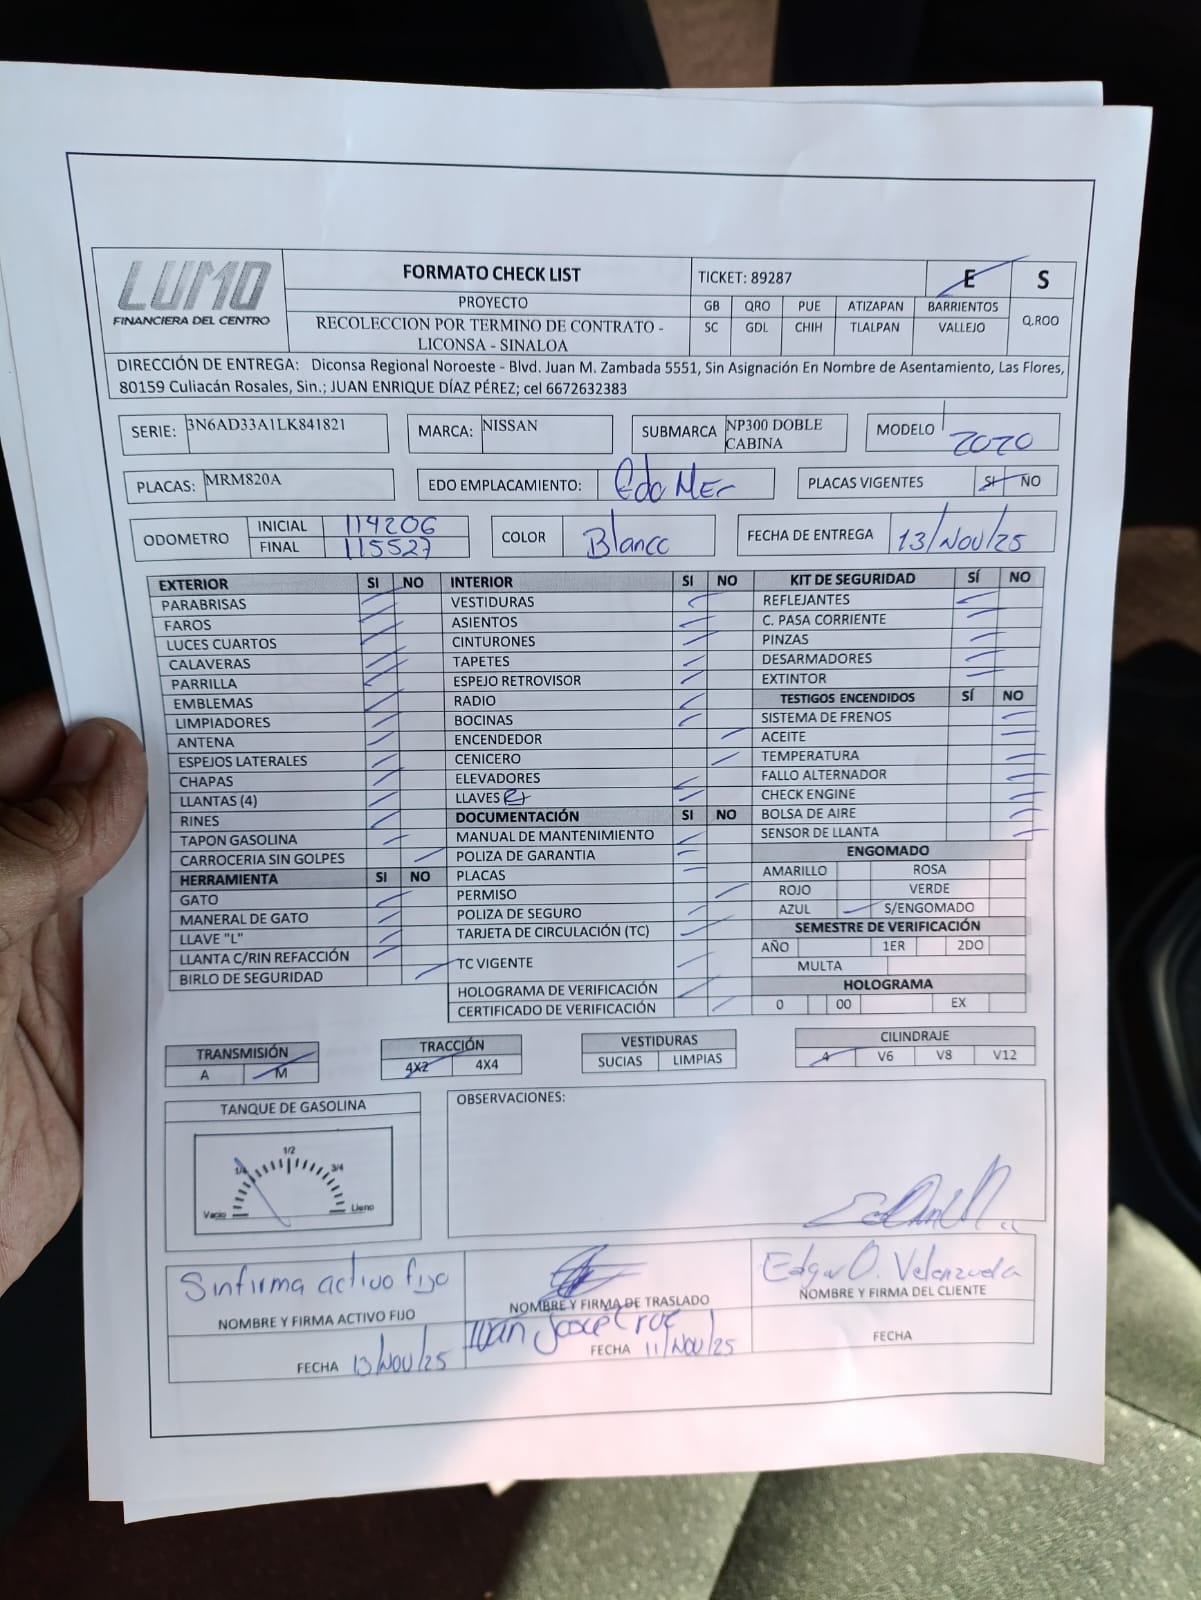 LUMO
FINANCIERA DEL CENTRO
FORMATO CHECK LIST
PROYECTO
RECOLECCION POR TERMINO DE CONTRATO -
LICONSA - SINALOA
TICKET: 89287 E S
GB QRO PUE ATIZAPAN BARRIENTOS Q.ROO
SC GDL CHIH TLALPAN VALLEJO
DIRECCIÓN DE ENTREGA: Diconsa Regional Noroeste - Blvd. Juan M. Zambada 5551, Sin Asignación En Nombre de Asentamiento, Las Flores,
80159 Culiacán Rosales, Sin.; JUAN ENRIQUE DÍAZ PÉREZ; cel 6672632383
SERIE: 3N6AD33A1LK841821 MARCA: NISSAN SUBMARCA NP300 DOBLE CABINA MODELO 2020
PLACAS: MRM820A EDO EMPLACAMIENTO: Edo Mex PLACAS VIGENTES SI NO
ODOMETRO INICIAL 114206 COLOR Blanco FECHA DE ENTREGA 13/Nov/25
FINAL 115527
EXTERIOR SI NO INTERIOR SI NO KIT DE SEGURIDAD SÍ NO
PARABRISAS VESTIDURAS REFLEJANTES
FAROS ASIENTOS C. PASA CORRIENTE
LUCES CUARTOS CINTURONES PINZAS
CALAVERAS TAPETES DESARMADORES
PARRILLA ESPEJO RETROVISOR EXTINTOR
EMBLEMAS RADIO TESTIGOS ENCENDIDOS SÍ NO
LIMPIADORES BOCINAS SISTEMA DE FRENOS
ANTENA ENCENDEDOR ACEITE
ESPEJOS LATERALES CENICERO TEMPERATURA
CHAPAS ELEVADORES FALLO ALTERNADOR
LLANTAS (4) LLAVES CHECK ENGINE
RINES DOCUMENTACIÓN SI NO BOLSA DE AIRE
TAPON GASOLINA MANUAL DE MANTENIMIENTO SENSOR DE LLANTA
CARROCERIA SIN GOLPES POLIZA DE GARANTIA ENGOMADO
HERRAMIENTA SI NO PLACAS AMARILLO ROSA
GATO PERMISO ROJO VERDE
MANERAL DE GATO POLIZA DE SEGURO AZUL S/ENGOMADO
LLAVE "L" TARJETA DE CIRCULACIÓN (TC) SEMESTRE DE VERIFICACIÓN
LLANTA C/RIN REFACCIÓN TC VIGENTE AÑO 1ER 2DO
BIRLO DE SEGURIDAD MULTA
HOLOGRAMA DE VERIFICACIÓN HOLOGRAMA
CERTIFICADO DE VERIFICACIÓN 0 00 EX
TRANSMISIÓN TRACCIÓN VESTIDURAS CILINDRAJE
A M 4X2 4X4 SUCIAS LIMPIAS 4 V6 V8 V12
TANQUE DE GASOLINA OBSERVACIONES:
Vacio 1/4 1/2 3/4 Lleno
Sin firma activo fijo Edgar O. Valenzuela
NOMBRE Y FIRMA ACTIVO FIJO NOMBRE Y FIRMA DE TRASLADO NOMBRE Y FIRMA DEL CLIENTE
Ivan Jose Cruz
FECHA 13/Nov/25 FECHA 11/Nov/25 FECHA